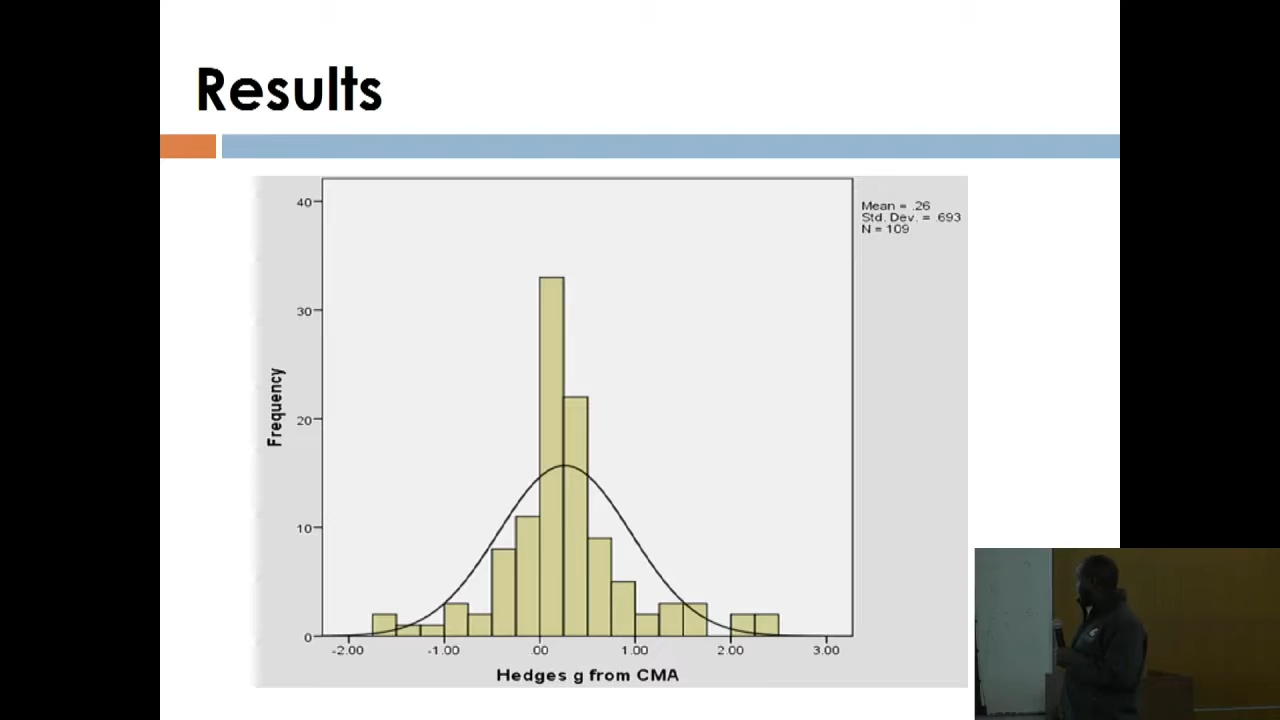 Results
Mean = .26
Std. Dev. = .693
N = 109
40
30
20
10
0
Frequency
-2.00 -1.00 .00 1.00 2.00 3.00
Hedges g from CMA